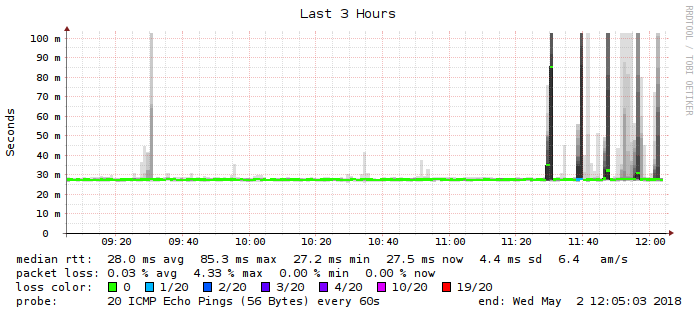 Last 3 Hours
RRDTOOL / TOBI OETIKER
Seconds
100 m
90 m
80 m
70 m
60 m
50 m
40 m
30 m
20 m
10 m
0
09:20 09:40 10:00 10:20 10:40 11:00 11:20 11:40 12:00
median rtt: 28.0 ms avg 85.3 ms max 27.2 ms min 27.5 ms now 4.4 ms sd 6.4 am/s
packet loss: 0.03 % avg 4.33 % max 0.00 % min 0.00 % now
loss color: 0 1/20 2/20 3/20 4/20 10/20 19/20
probe: 20 ICMP Echo Pings (56 Bytes) every 60s end: Wed May 2 12:05:03 2018